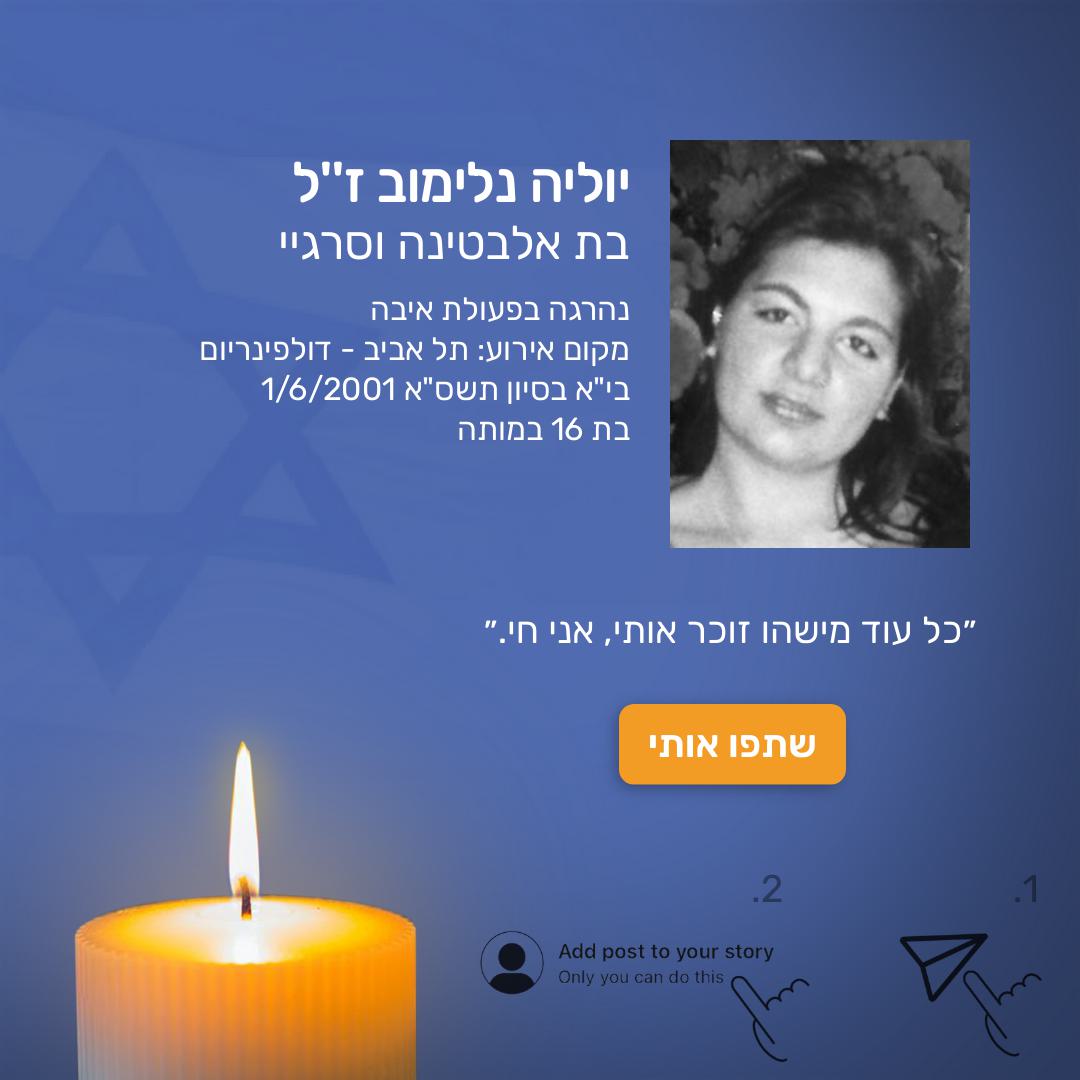 יוליה נלימוב ז"ל
בת אלבטינה וסרגיי
נהרגה בפעולת איבה
מקום אירוע: תל אביב - דולפינריום
בי"א בסיון תשס"א 1/6/2001
בת 16 במותה
״כל עוד מישהו זוכר אותי, אני חי.״
שתפו אותי
1.
2.
Add post to your story
Only you can do this